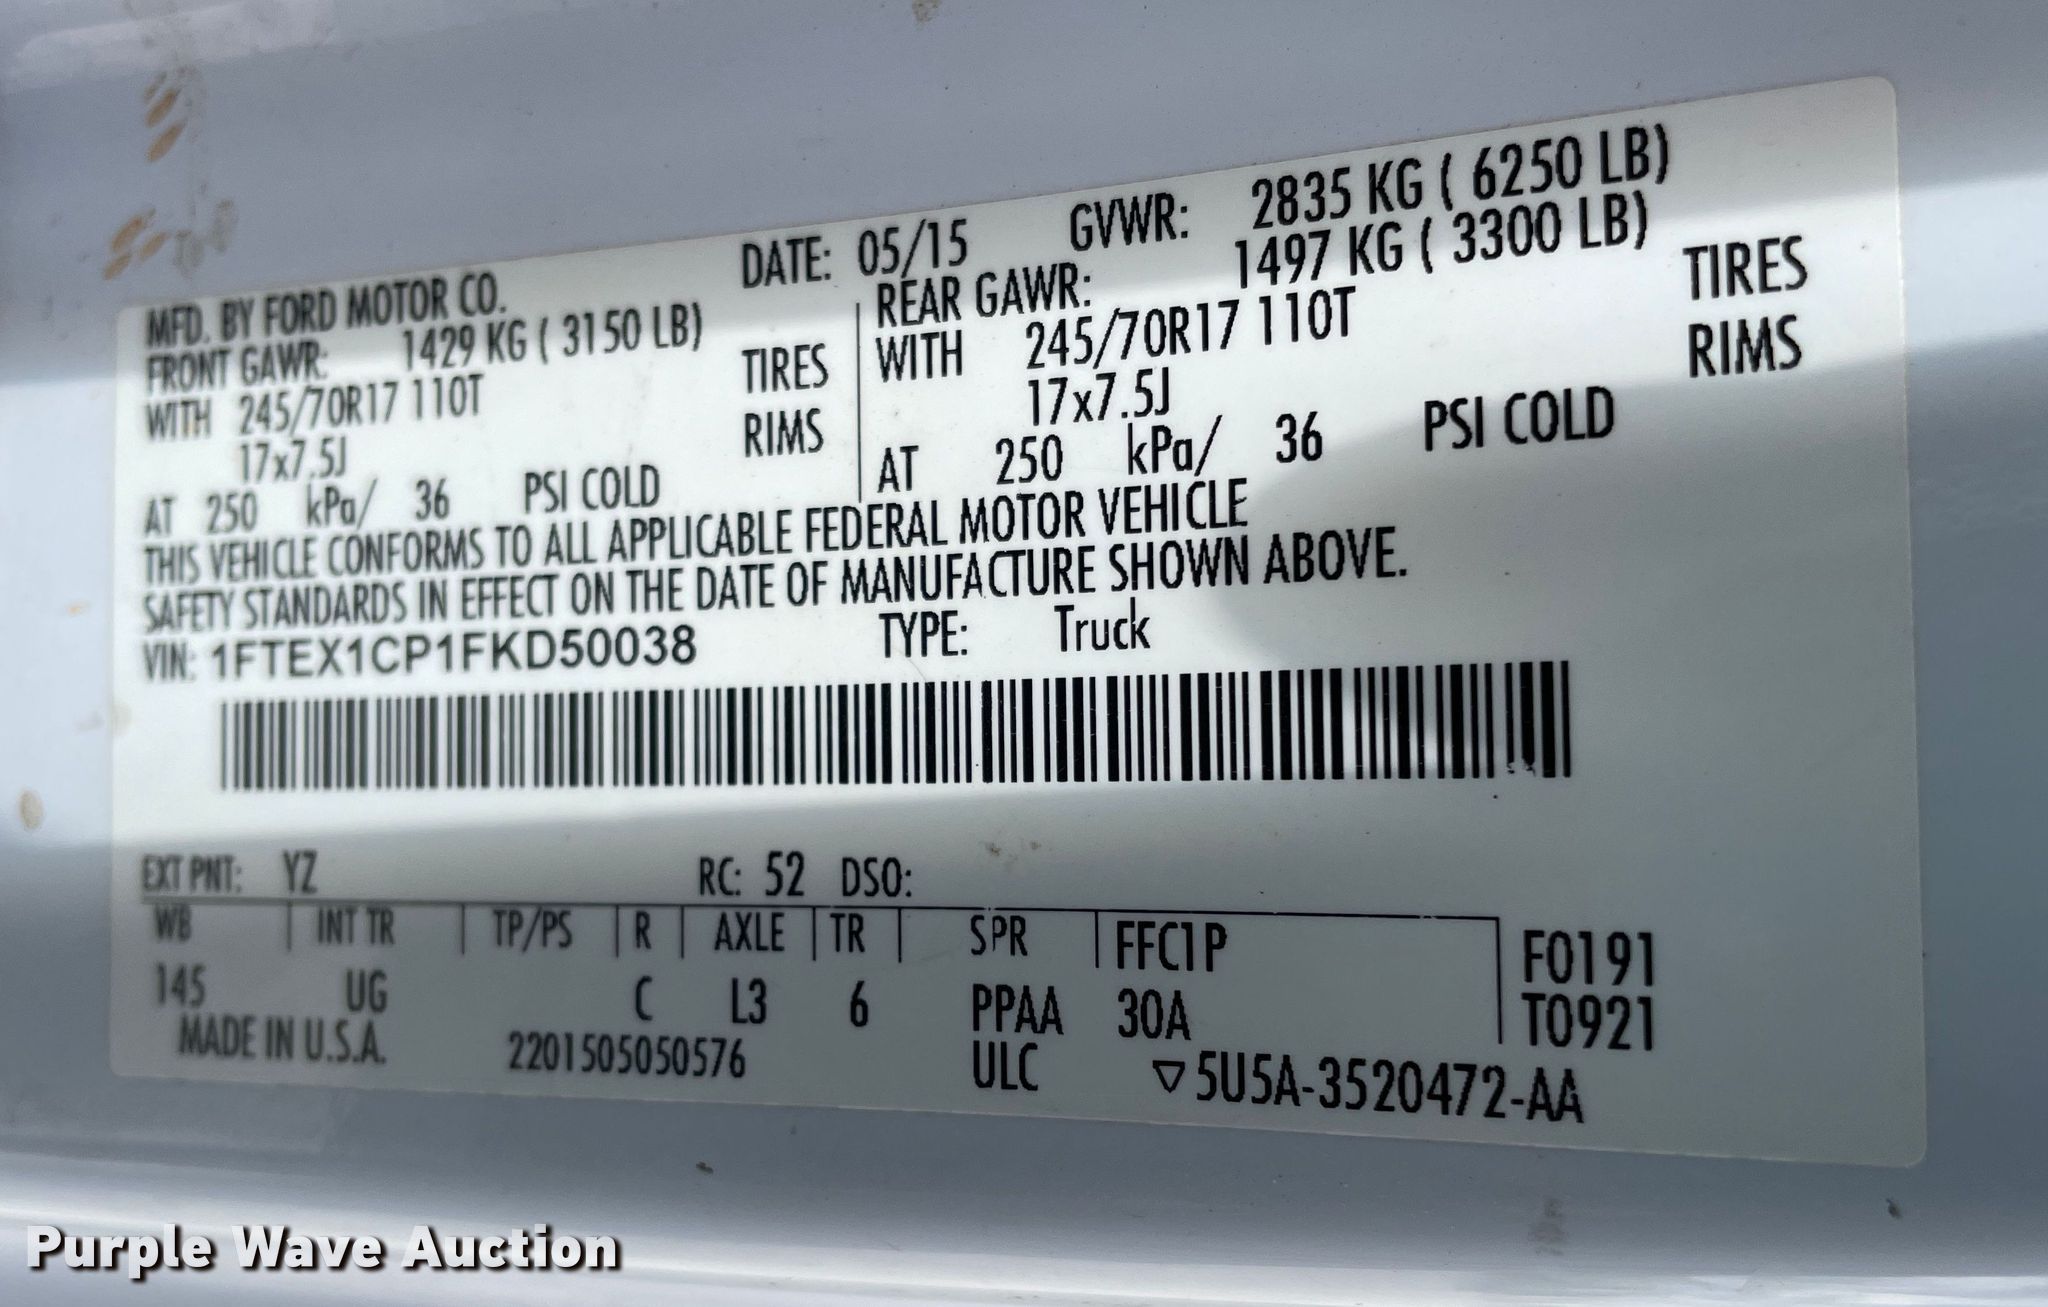 MFD. BY FORD MOTOR CO. DATE: 05/15 GVWR: 2835 KG ( 6250 LB)
FRONT GAWR: 1429 KG ( 3150 LB) REAR GAWR: 1497 KG ( 3300 LB)
WITH 245/70R17 110T TIRES WITH 245/70R17 110T TIRES
17x7.5J RIMS 17x7.5J RIMS
AT 250 kPa/ 36 PSI COLD AT 250 kPa/ 36 PSI COLD
THIS VEHICLE CONFORMS TO ALL APPLICABLE FEDERAL MOTOR VEHICLE
SAFETY STANDARDS IN EFFECT ON THE DATE OF MANUFACTURE SHOWN ABOVE.
VIN: 1FTEX1CP1FKD50038 TYPE: Truck
EXT PNT: YZ RC: 52 DSO:
WB INT TR TP/PS R AXLE TR SPR FFC1P F0191
145 UG C L3 6 PPAA 30A T0921
MADE IN U.S.A. 2201505050576 ULC ▽5U5A-3520472-AA
Purple Wave Auction